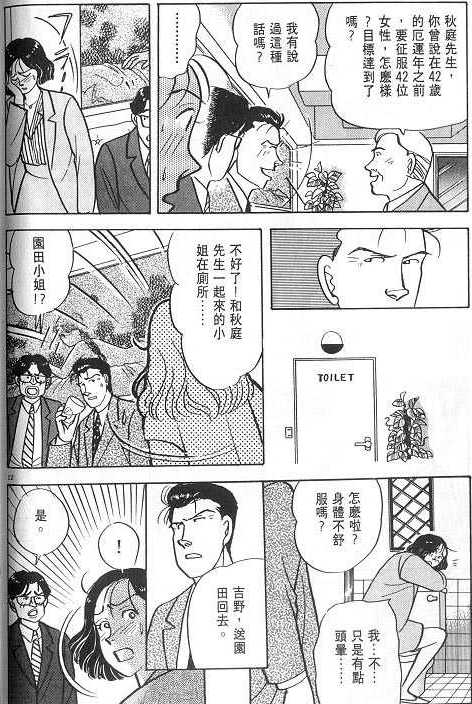 秋庭先生，
你曾說在42歲
的厄運年之前
，要征服42位
女性，怎麼樣
？目標達到了
嗎？
我有說
過這種
話嗎？
不好了！和秋庭
先生一起來的小
姐在廁所……
園田小姐！？
TOILET
怎麼啦？
身體不舒
服嗎？
我…不…
只是有點
頭暈……
吉野，送園
田回去。
！
是。
12